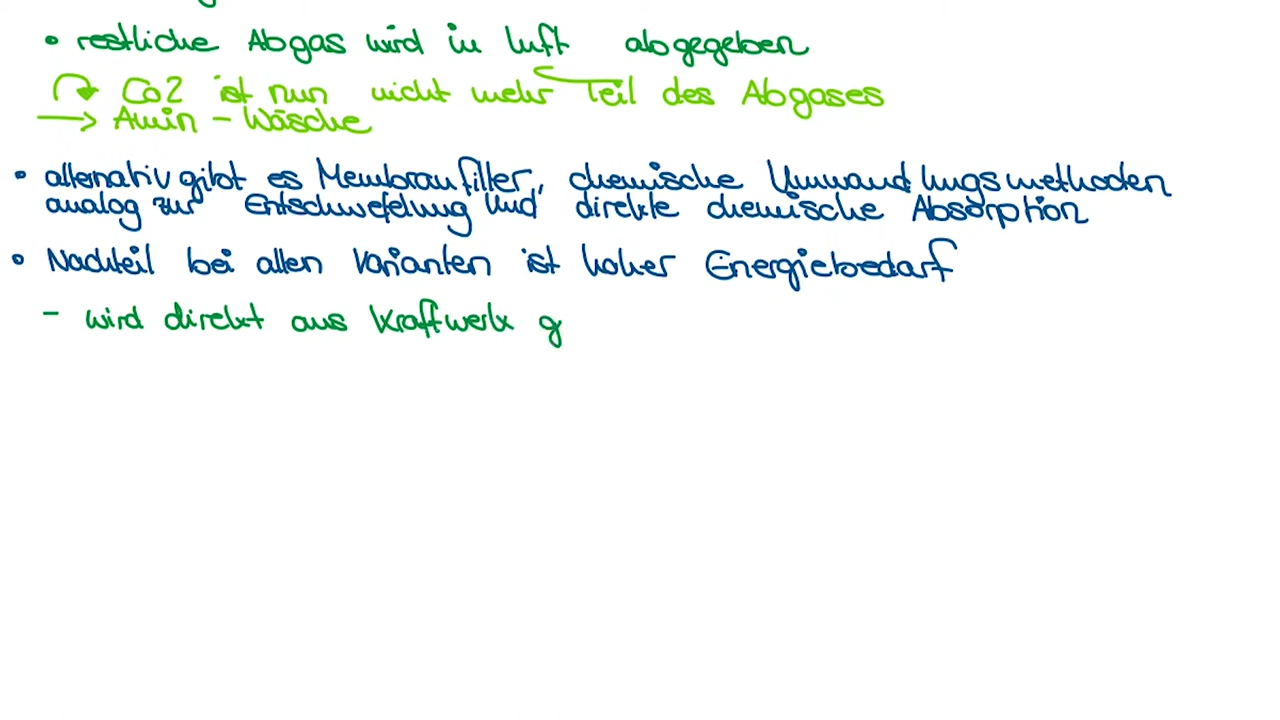 • restliche Abgas wird in luft abgegeben
↷ Co2 ist nun nicht mehr Teil des Abgases
→ Amin - Wäsche
• alternativ gibt es Membranfilter, chemische Umwandlungsmethoden
analog zur Entschwefelung und direkte chemische Absorption
• Nachteil bei allen Varianten ist hoher Energiebedarf
- wird direkt aus Kraftwerk g